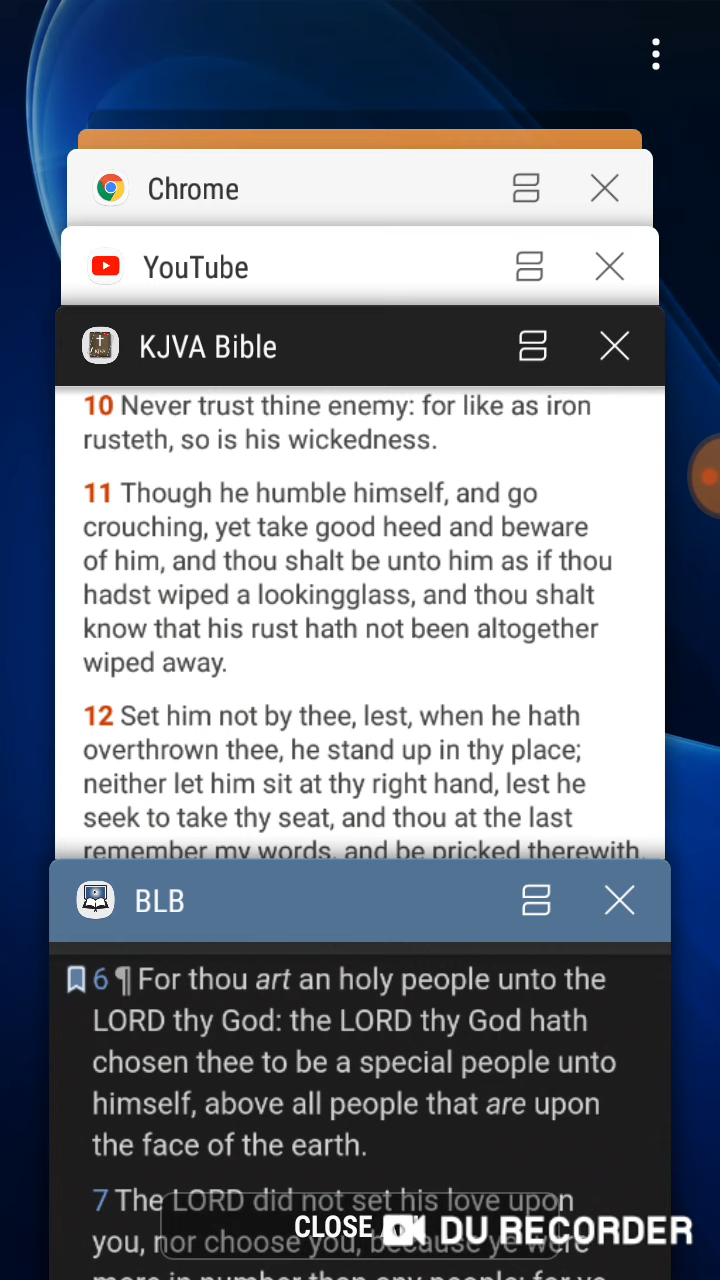 Chrome
YouTube
KJVA Bible
10 Never trust thine enemy: for like as iron
rusteth, so is his wickedness.
11 Though he humble himself, and go
crouching, yet take good heed and beware
of him, and thou shalt be unto him as if thou
hadst wiped a lookingglass, and thou shalt
know that his rust hath not been altogether
wiped away.
12 Set him not by thee, lest, when he hath
overthrown thee, he stand up in thy place;
neither let him sit at thy right hand, lest he
seek to take thy seat, and thou at the last
remember my words, and be pricked therewith.
BLB
6 ¶ For thou art an holy people unto the
LORD thy God: the LORD thy God hath
chosen thee to be a special people unto
himself, above all people that are upon
the face of the earth.
7 The LORD did not set his love upon
you, nor choose you, because ye were
more in number than any people; for ye
CLOSE
DU RECORDER